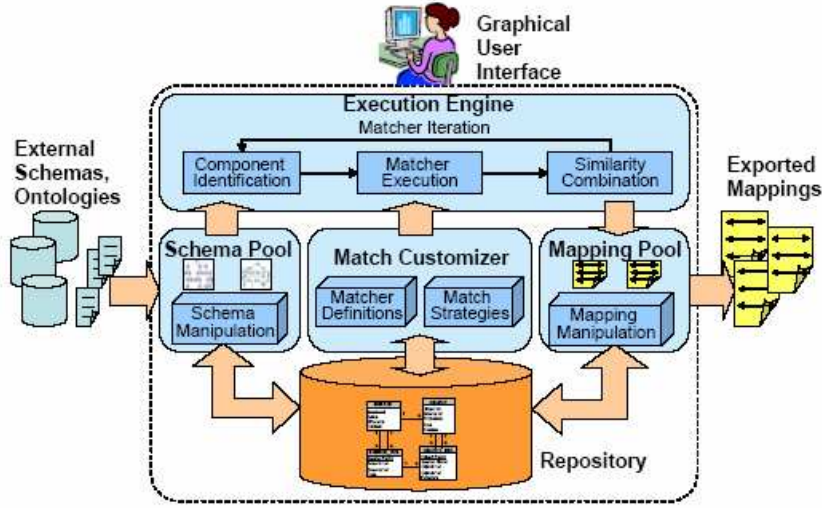 Graphical
User
Interface
Execution Engine
Matcher Iteration
External
Schemas,
Ontologies
Component
Identification
Matcher
Execution
Similarity
Combination
Exported
Mappings
Schema Pool
Match Customizer
Mapping Pool
Schema
Manipulation
Matcher
Definitions
Match
Strategies
Mapping
Manipulation
Repository